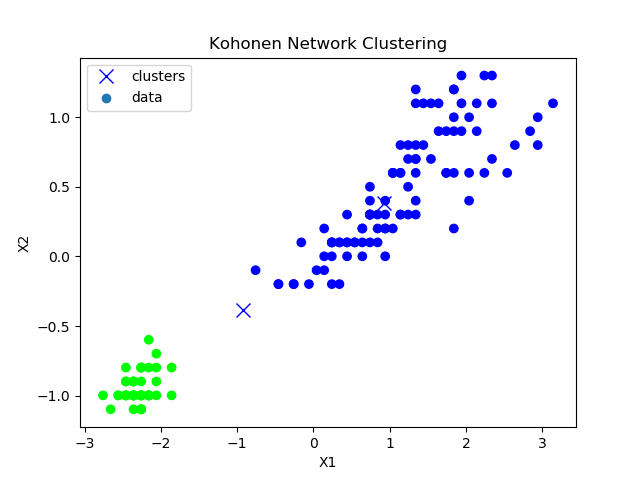 Kohonen Network Clustering
clusters
data
X2
1.0
0.5
0.0
−0.5
−1.0
−3 −2 −1 0 1 2 3
X1